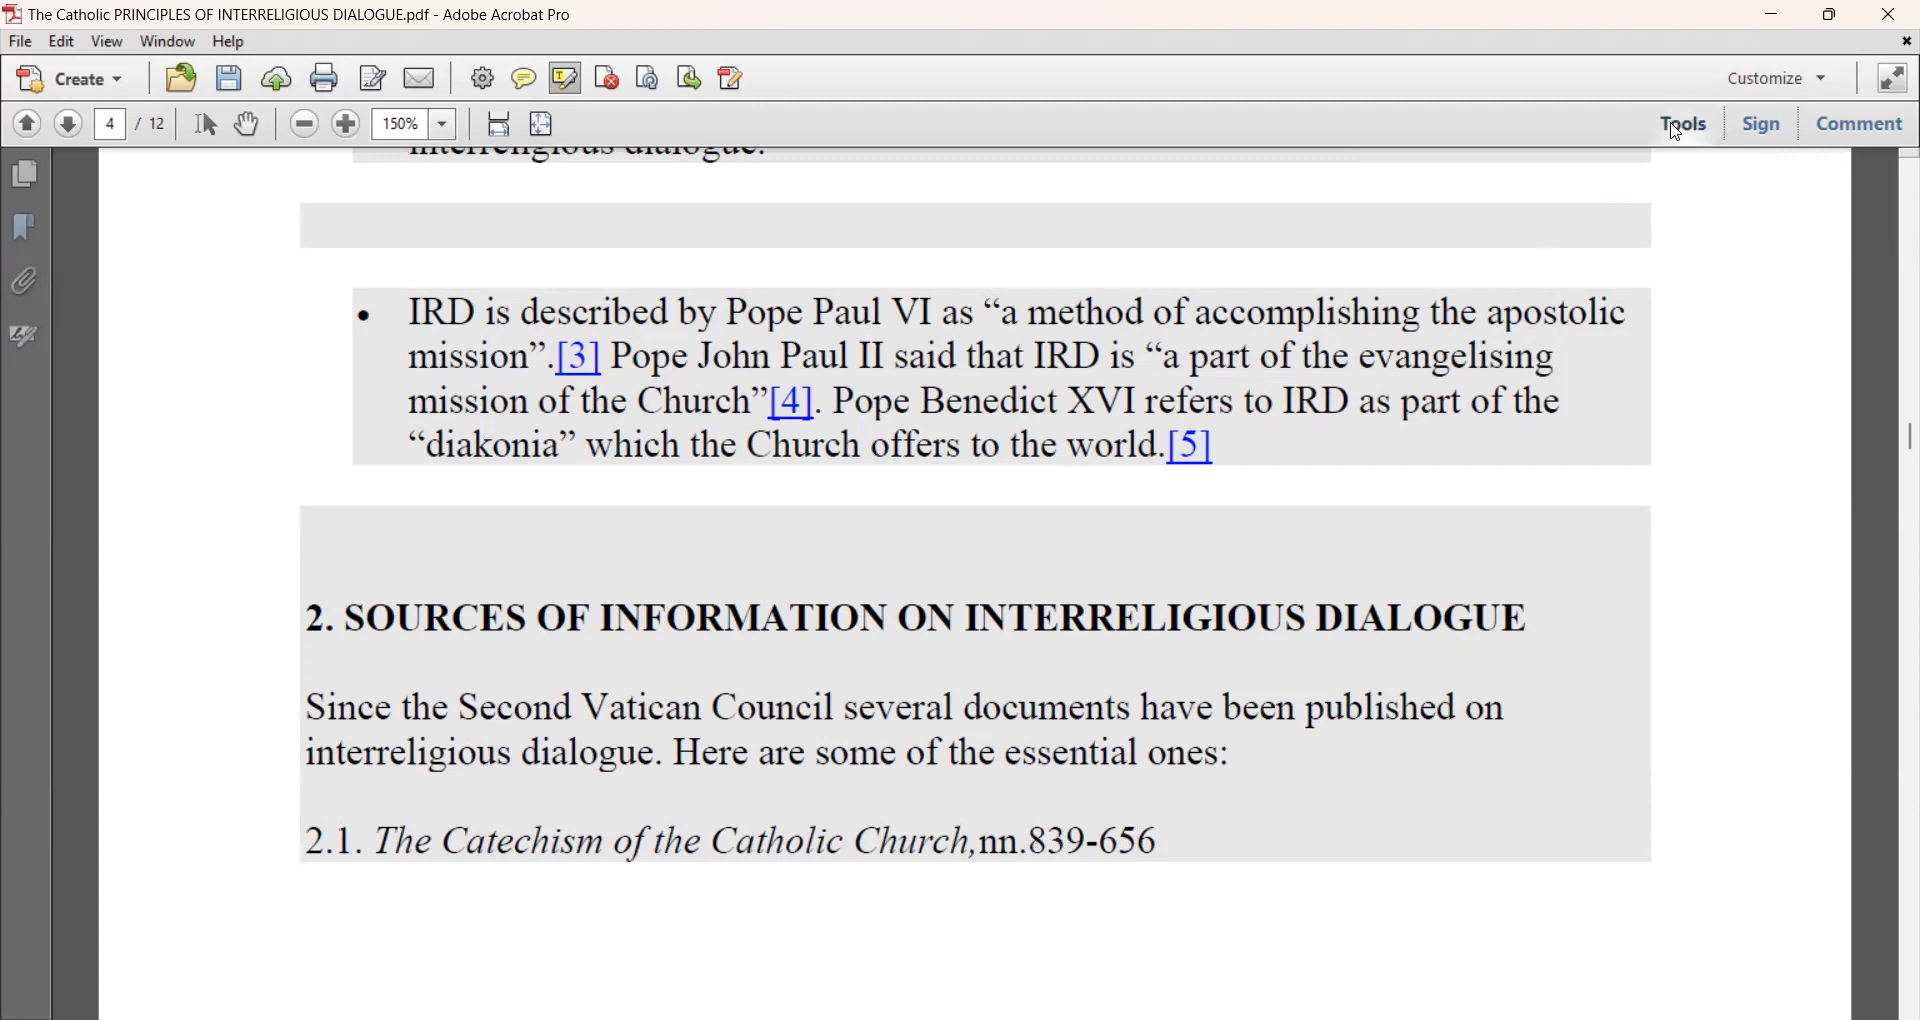 The Catholic PRINCIPLES OF INTERRELIGIOUS DIALOGUE.pdf - Adobe Acrobat Pro
File Edit View Window Help
Create Customize
4 / 12 150% Tools Sign Comment
interreligious dialogue.
• IRD is described by Pope Paul VI as “a method of accomplishing the apostolic
mission”.[3] Pope John Paul II said that IRD is “a part of the evangelising
mission of the Church”[4]. Pope Benedict XVI refers to IRD as part of the
“diakonia” which the Church offers to the world.[5]
2. SOURCES OF INFORMATION ON INTERRELIGIOUS DIALOGUE
Since the Second Vatican Council several documents have been published on
interreligious dialogue. Here are some of the essential ones:
2.1. The Catechism of the Catholic Church,nn.839-656